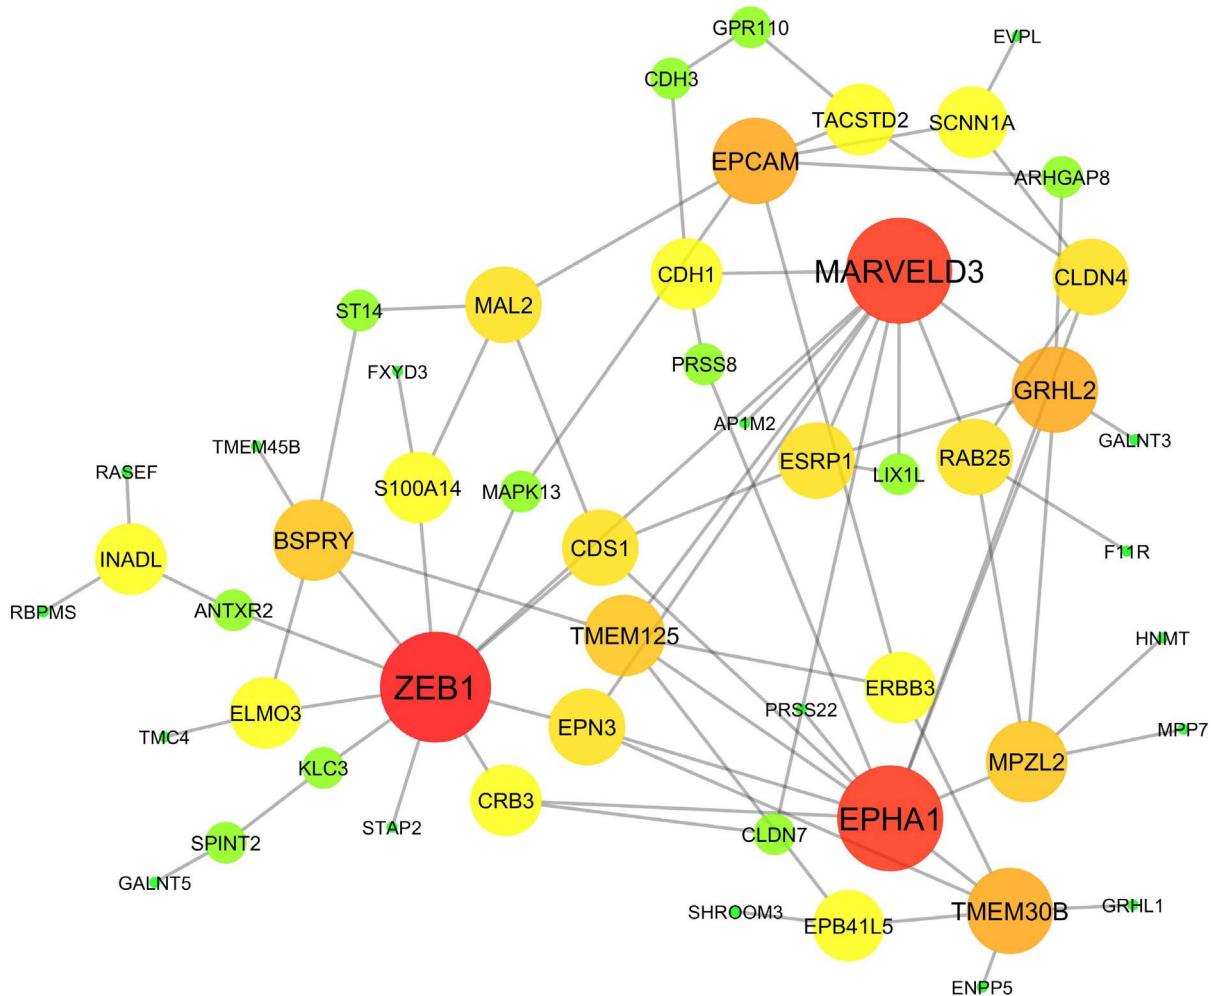 GPR110
EVPL
CDH3
TACSTD2
SCNN1A
EPCAM
ARHGAP8
MARVELD3
CDH1
CLDN4
MAL2
ST14
PRSS8
FXYD3
GRHL2
AP1M2
GALNT3
TMEM45B
ESRP1
RAB25
RASEF
LIX1L
S100A14
MAPK13
BSPRY
CDS1
F11R
INADL
RBPMS
ANTXR2
TMEM125
HNMT
ZEB1
ERBB3
PRSS22
ELMO3
EPN3
MPP7
TMC4
MPZL2
KLC3
CRB3
EPHA1
STAP2
CLDN7
SPINT2
GALNT5
SHROOM3
EPB41L5
TMEM30B
GRHL1
ENPP5